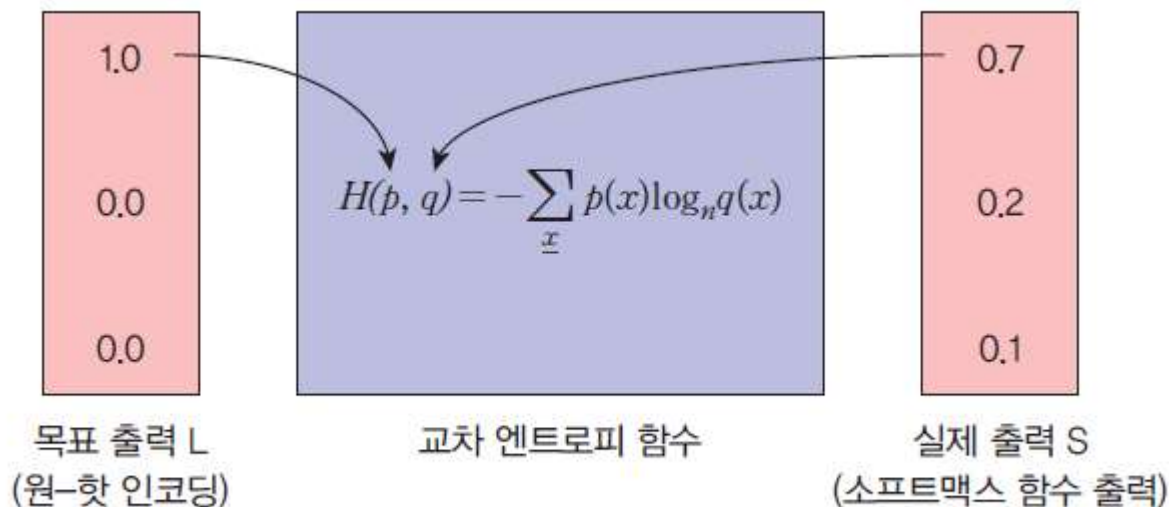 1.0
0.0
0.0
H(p, q) = -∑ p(x)logₙq(x)
x
0.7
0.2
0.1
목표 출력 L
(원-핫 인코딩)
교차 엔트로피 함수
실제 출력 S
(소프트맥스 함수 출력)